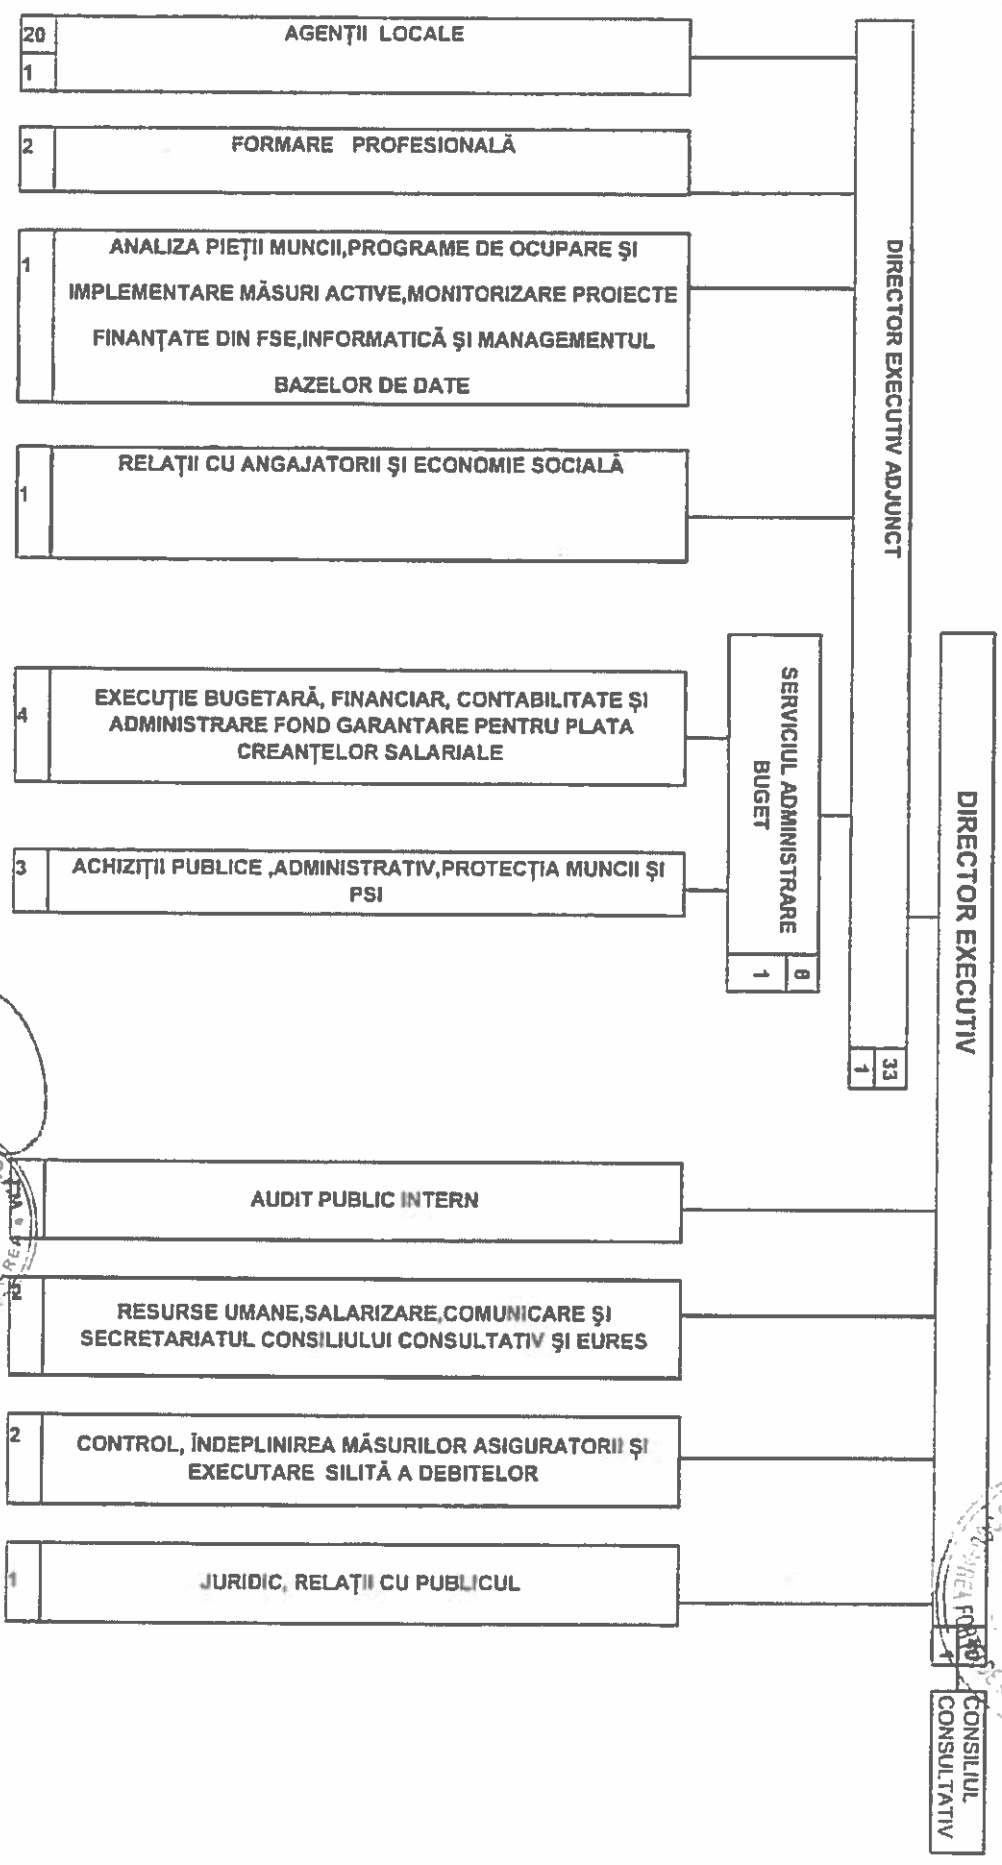 20
1
AGENȚII LOCALE
2
FORMARE PROFESIONALĂ
1
ANALIZA PIEȚII MUNCII,PROGRAME DE OCUPARE ȘI
IMPLEMENTARE MĂSURI ACTIVE,MONITORIZARE PROIECTE
FINANȚATE DIN FSE,INFORMATICĂ ȘI MANAGEMENTUL
BAZELOR DE DATE
1
RELAȚII CU ANGAJATORII ȘI ECONOMIE SOCIALĂ
4
EXECUȚIE BUGETARĂ, FINANCIAR, CONTABILITATE ȘI
ADMINISTRARE FOND GARANTARE PENTRU PLATA
CREANȚELOR SALARIALE
3
ACHIZIȚII PUBLICE ,ADMINISTRATIV,PROTECȚIA MUNCII ȘI
PSI
SERVICIUL ADMINISTRARE
BUGET
8
1
DIRECTOR EXECUTIV ADJUNCT
33
1
DIRECTOR EXECUTIV
1
CONSILIUL
CONSULTATIV
AUDIT PUBLIC INTERN
RESURSE UMANE,SALARIZARE,COMUNICARE ȘI
SECRETARIATUL CONSILIULUI CONSULTATIV ȘI EURES
2
CONTROL, ÎNDEPLINIREA MĂSURILOR ASIGURATORII ȘI
EXECUTARE SILITĂ A DEBITELOR
1
JURIDIC, RELAȚII CU PUBLICUL